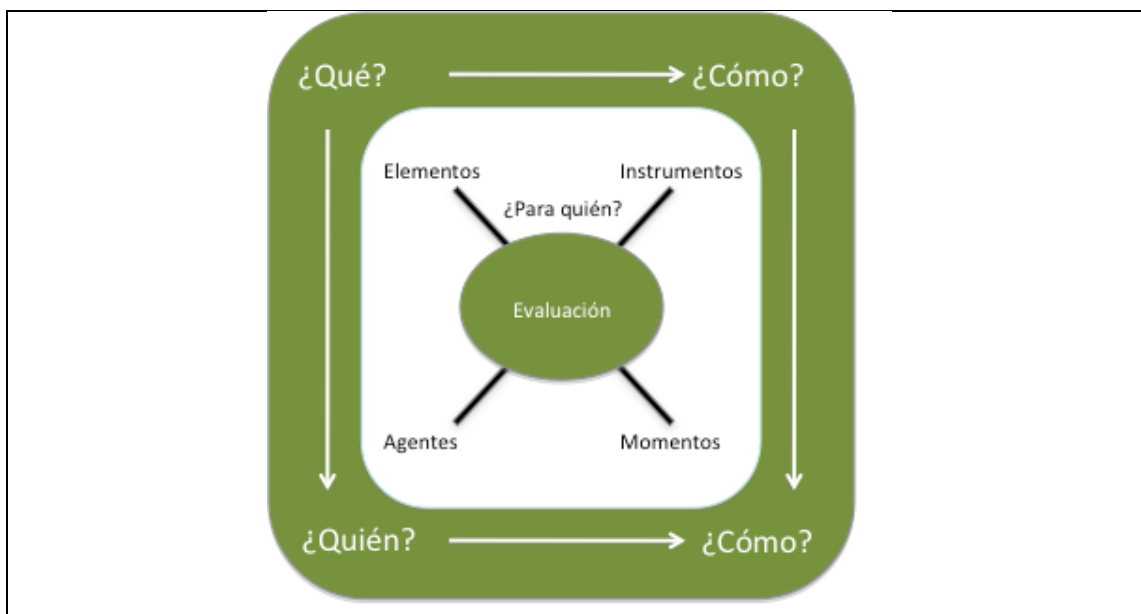 ¿Qué?
¿Cómo?
Elementos
Instrumentos
¿Para quién?
Evaluación
Agentes
Momentos
¿Quién?
¿Cómo?